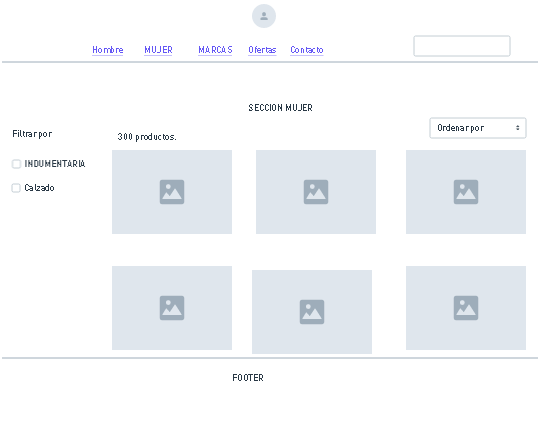 Hombre MUJER MARCAS Ofertas Contacto
SECCION MUJER
Ordenar por
Filtrar por
300 productos.
INDUMENTARIA
Calzado
FOOTER